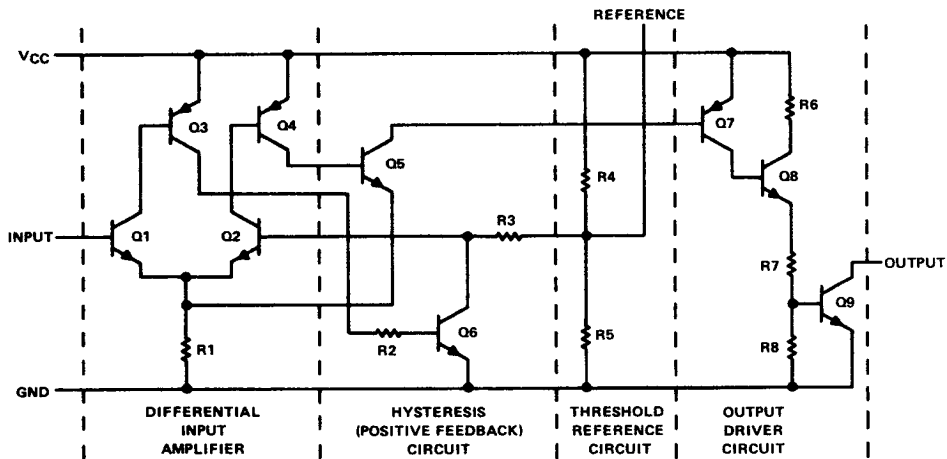 REFERENCE
VCC
R6
Q3
Q4
Q7
Q5
Q8
R4
R3
INPUT
Q1
Q2
R7
OUTPUT
Q9
Q6
R1
R2
R5
R8
GND
DIFFERENTIAL
INPUT
AMPLIFIER
HYSTERESIS
(POSITIVE FEEDBACK)
CIRCUIT
THRESHOLD
REFERENCE
CIRCUIT
OUTPUT
DRIVER
CIRCUIT